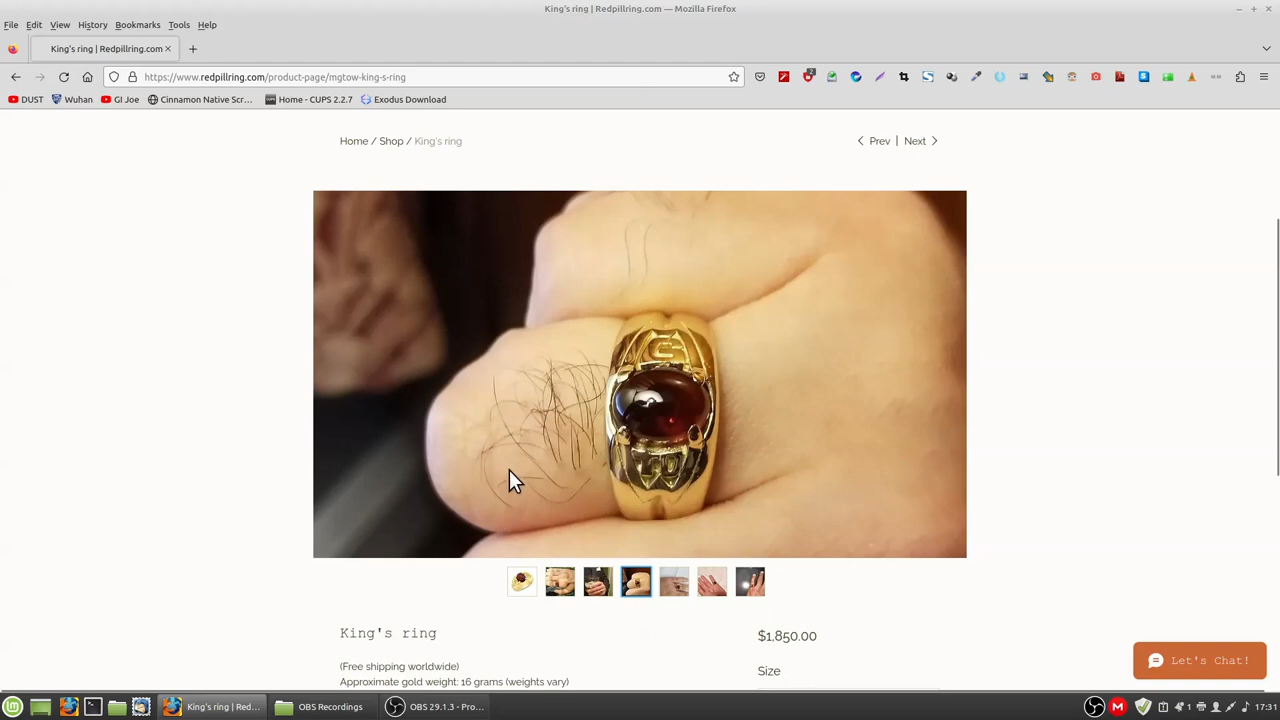 King's ring | Redpillring.com — Mozilla Firefox
File Edit View History Bookmarks Tools Help
King's ring | Redpillring.com
https://www.redpillring.com/product-page/mgtow-king-s-ring
DUST Wuhan GI Joe Cinnamon Native Scr… Home - CUPS 2.2.7 Exodus Download
Home / Shop / King's ring
Prev | Next
King's ring
$1,850.00
(Free shipping worldwide)
Size
Approximate gold weight: 16 grams (weights vary)
Let's Chat!
King's ring | Red… OBS Recordings OBS 29.1.3 - Pro… 1 17:31